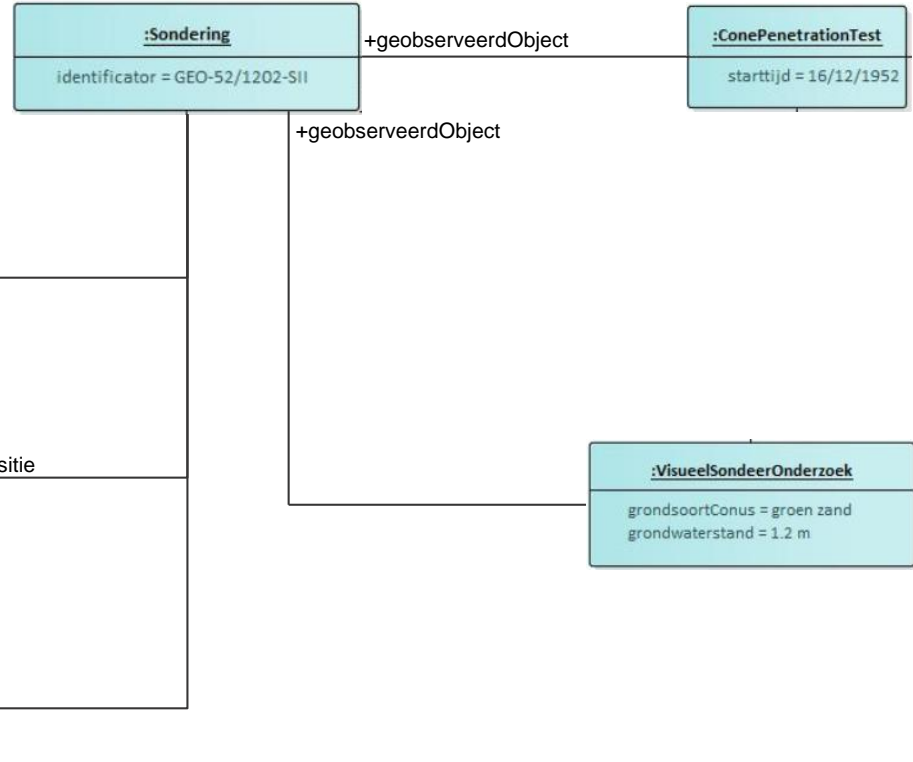 :Sondering
identificator = GEO-52/1202-SII
+geobserveerdObject
:ConePenetrationTest
starttijd = 16/12/1952
+geobserveerdObject
sitie
:VisueelSondeerOnderzoek
grondsoortConus = groen zand
grondwaterstand = 1.2 m